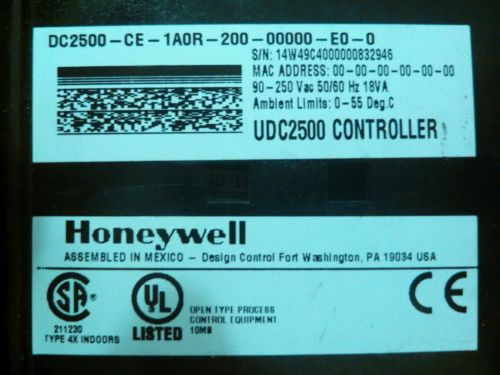 DC2500-CE-1A0R-200-00000-E0-0
S/N: 14W49C4000000832946
MAC ADDRESS: 00-00-00-00-00-00
90-250 Vac 50/60 Hz 18VA
Ambient Limits: 0-55 Deg.C
UDC2500 CONTROLLER
Honeywell
ASSEMBLED IN MEXICO - Design Control Fort Washington, PA 19034 USA
SA
211230
TYPE 4X INDOORS
UL
LISTED
OPEN TYPE PROCESS
CONTROL EQUIPMENT
10M8
CE